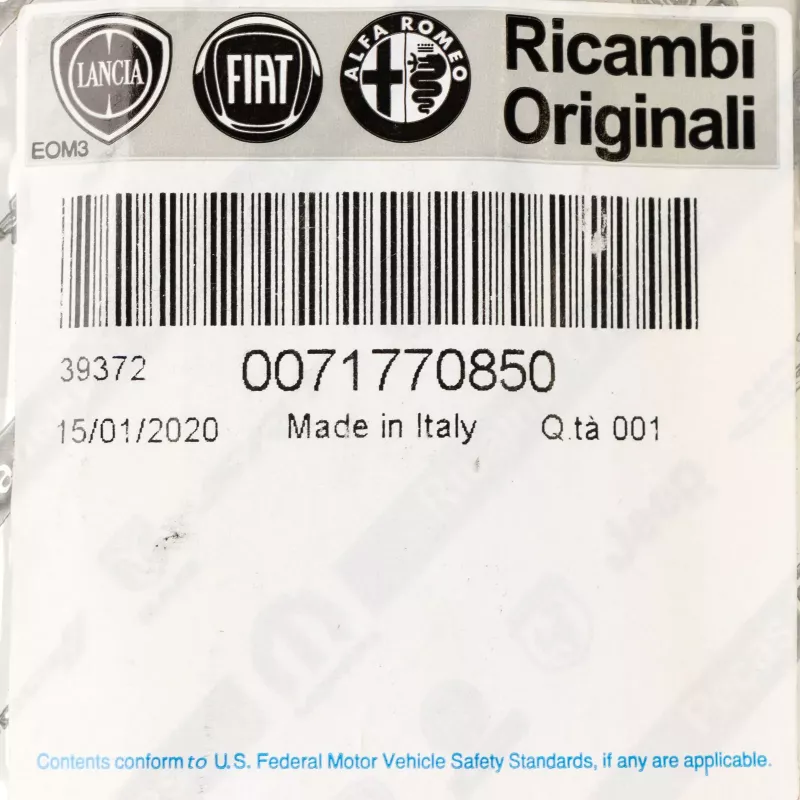 LANCIA
FIAT
ALFA ROMEO
Ricambi
Originali
EOM3
39372 0071770850
15/01/2020 Made in Italy Q.tà 001
Jeep
Contents conform to U.S. Federal Motor Vehicle Safety Standards, if any are applicable.